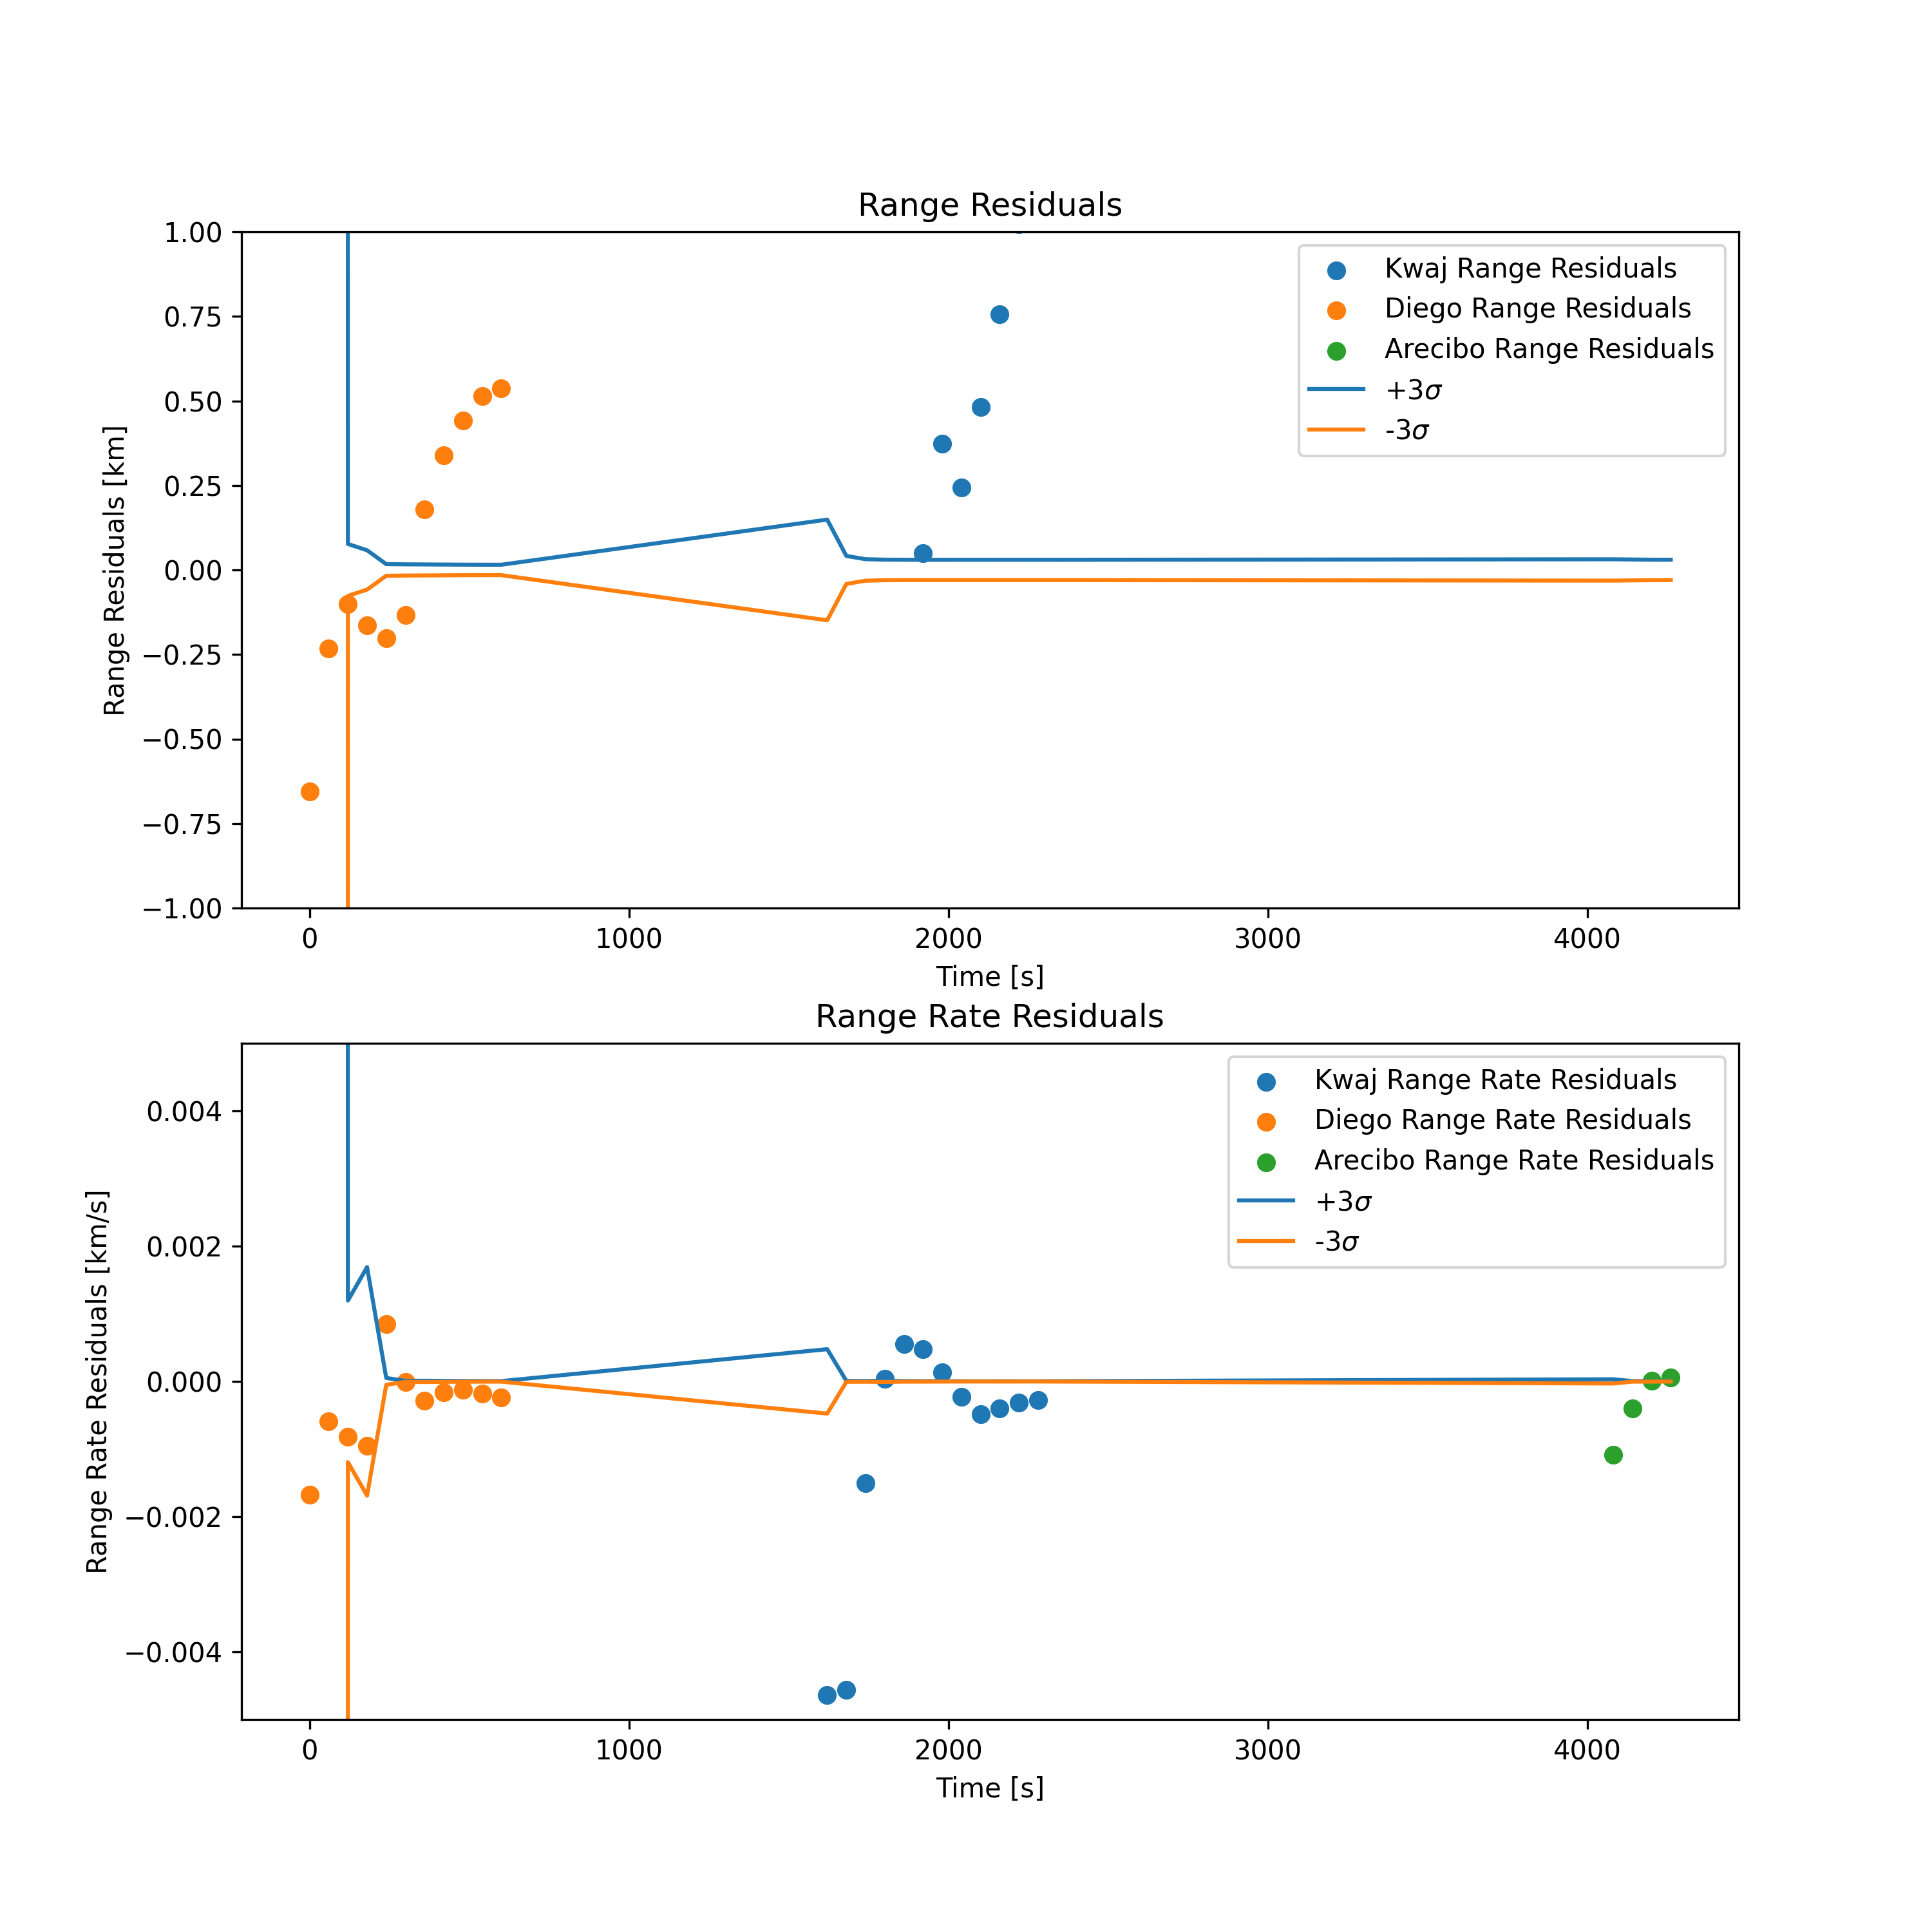 Range Residuals
1.00
0.75
0.50
0.25
0.00
−0.25
−0.50
−0.75
−1.00
Range Residuals [km]
Kwaj Range Residuals
Diego Range Residuals
Arecibo Range Residuals
+3σ
-3σ
0 1000 2000 3000 4000
Time [s]
Range Rate Residuals
0.004
0.002
0.000
−0.002
−0.004
Range Rate Residuals [km/s]
Kwaj Range Rate Residuals
Diego Range Rate Residuals
Arecibo Range Rate Residuals
+3σ
-3σ
0 1000 2000 3000 4000
Time [s]